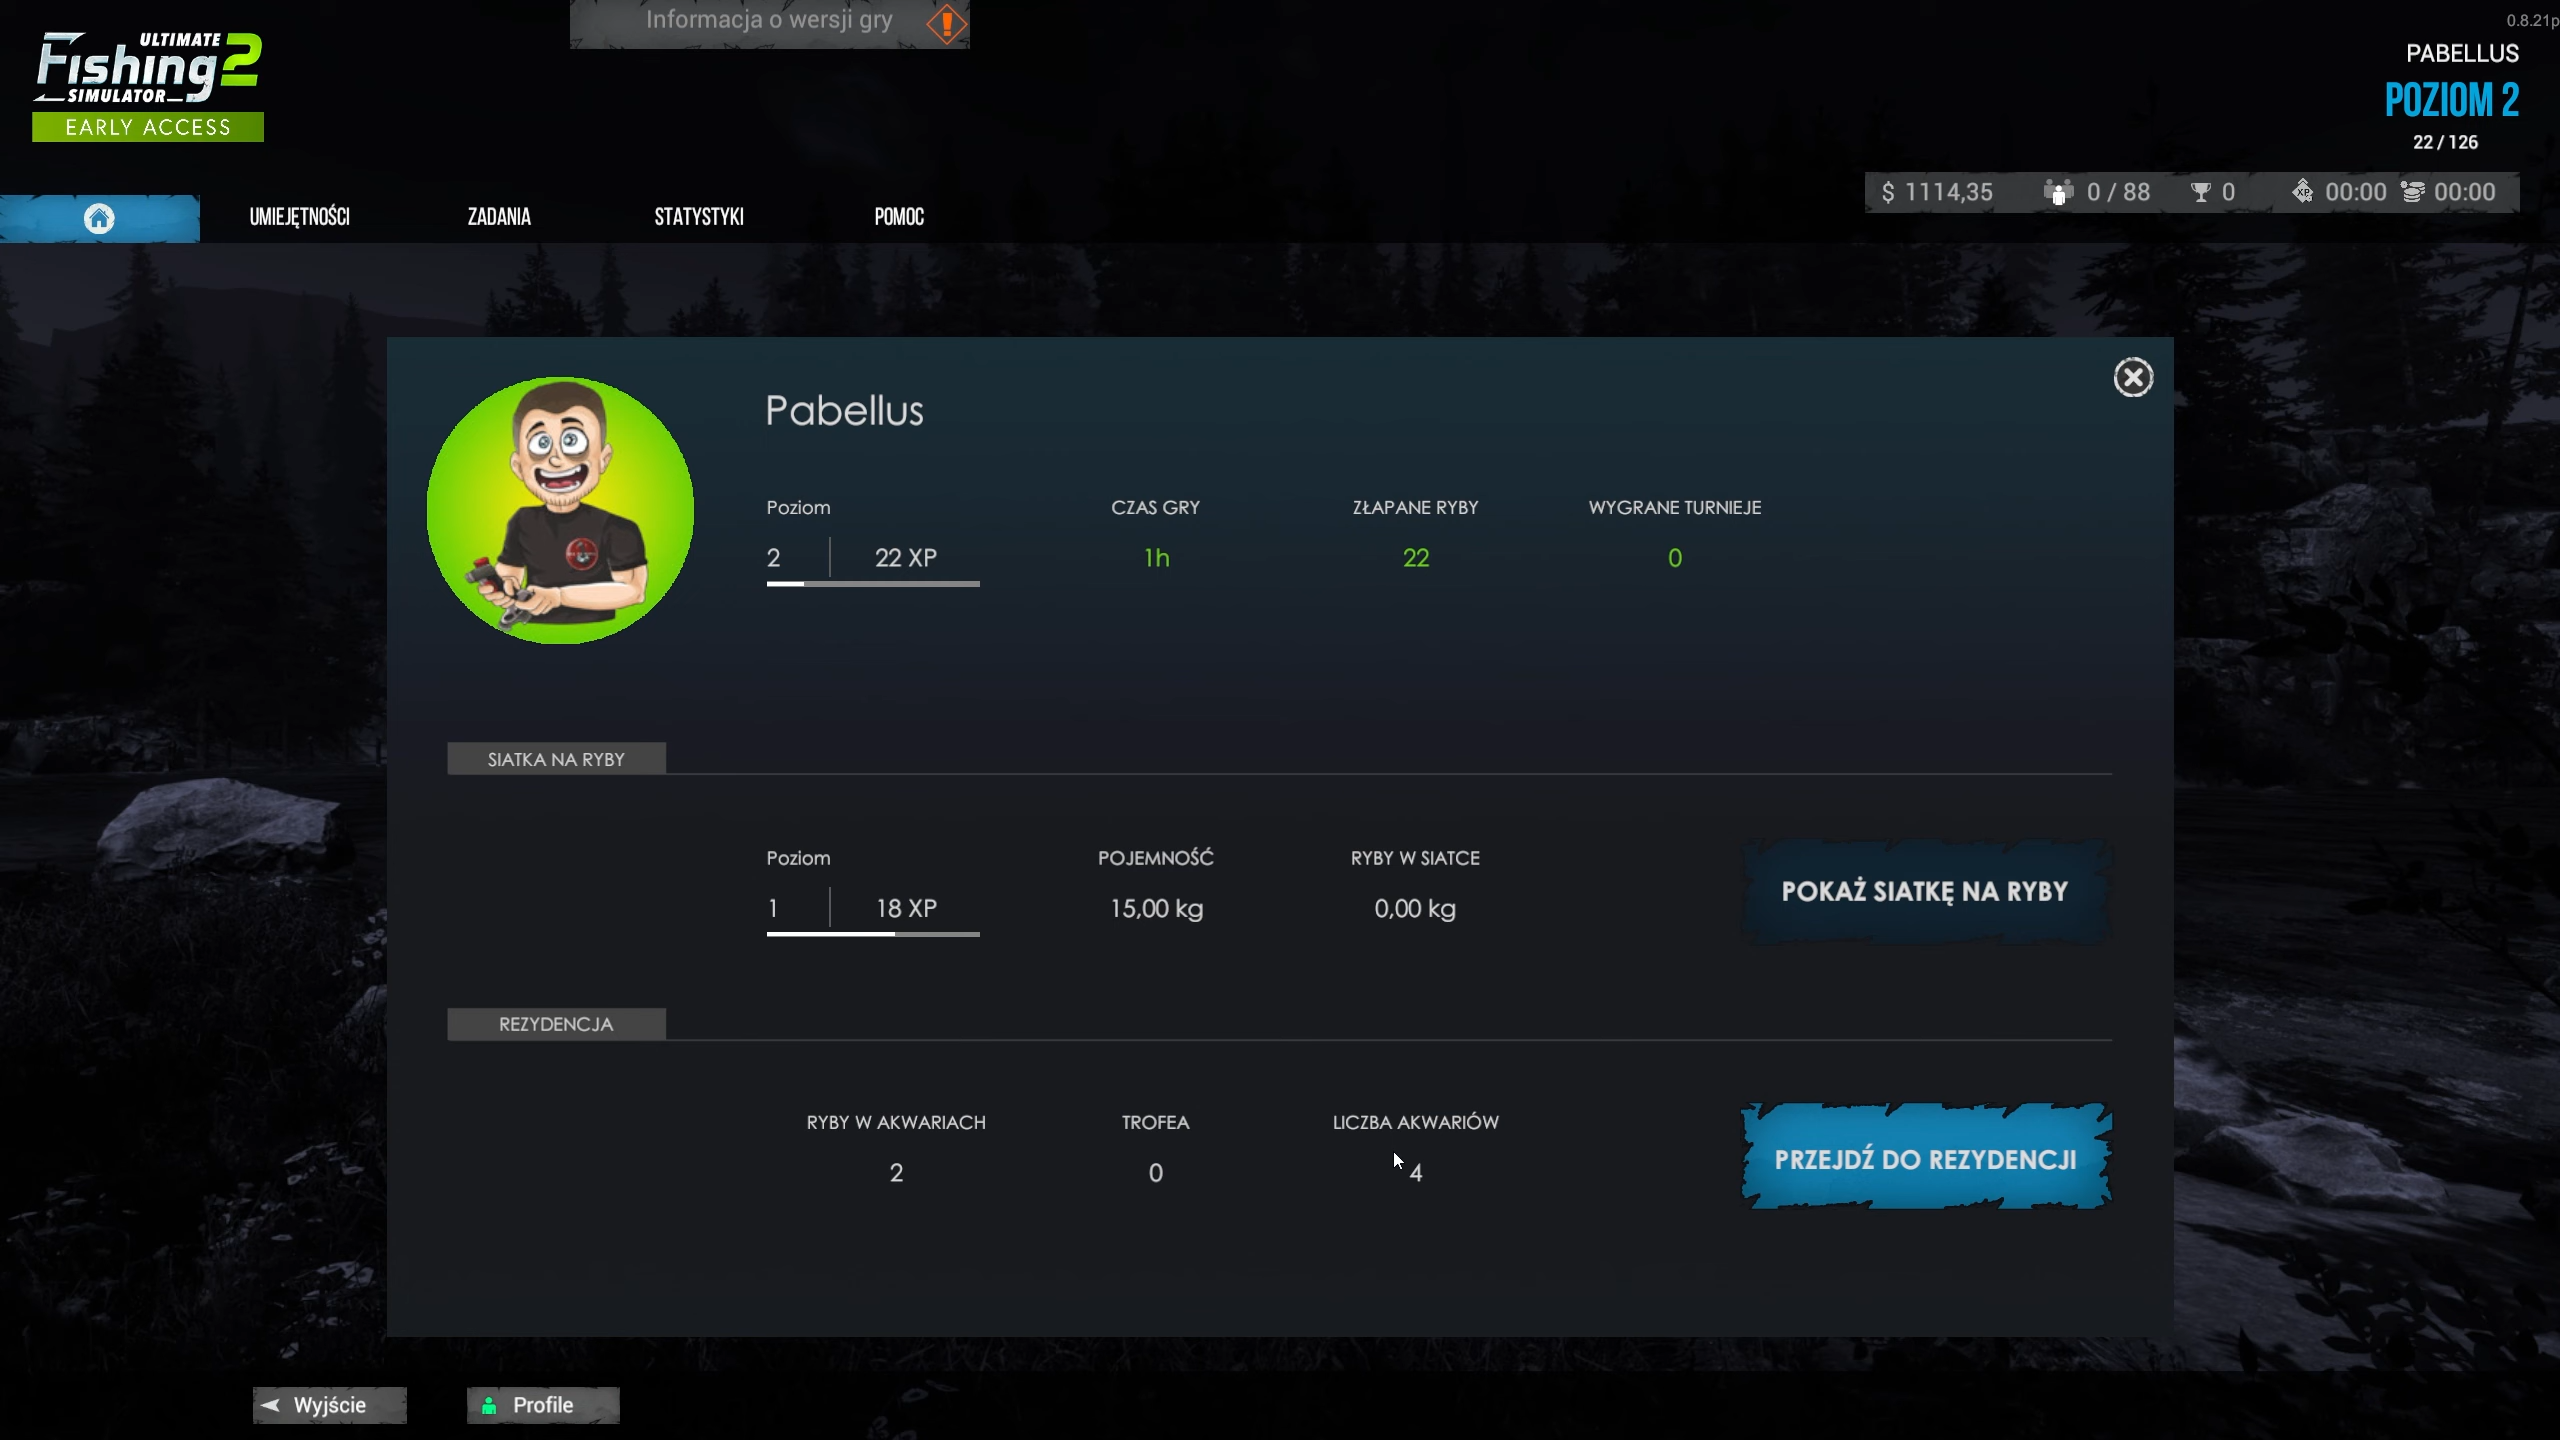 Informacja o wersji gry
0.8.21p
ULTIMATE
Fishing 2
SIMULATOR
EARLY ACCESS
PABELLUS
POZIOM 2
22 / 126
$ 1114,35 0 / 88 0 XP 00:00 00:00
UMIEJĘTNOŚCI ZADANIA STATYSTYKI POMOC
Pabellus
Poziom CZAS GRY ZŁAPANE RYBY WYGRANE TURNIEJE
2 22 XP 1h 22 0
SIATKA NA RYBY
Poziom POJEMNOŚĆ RYBY W SIATCE
1 18 XP 15,00 kg 0,00 kg
POKAŻ SIATKĘ NA RYBY
REZYDENCJA
RYBY W AKWARIACH TROFEA LICZBA AKWARIÓW
2 0 4
PRZEJDŹ DO REZYDENCJI
Wyjście Profile